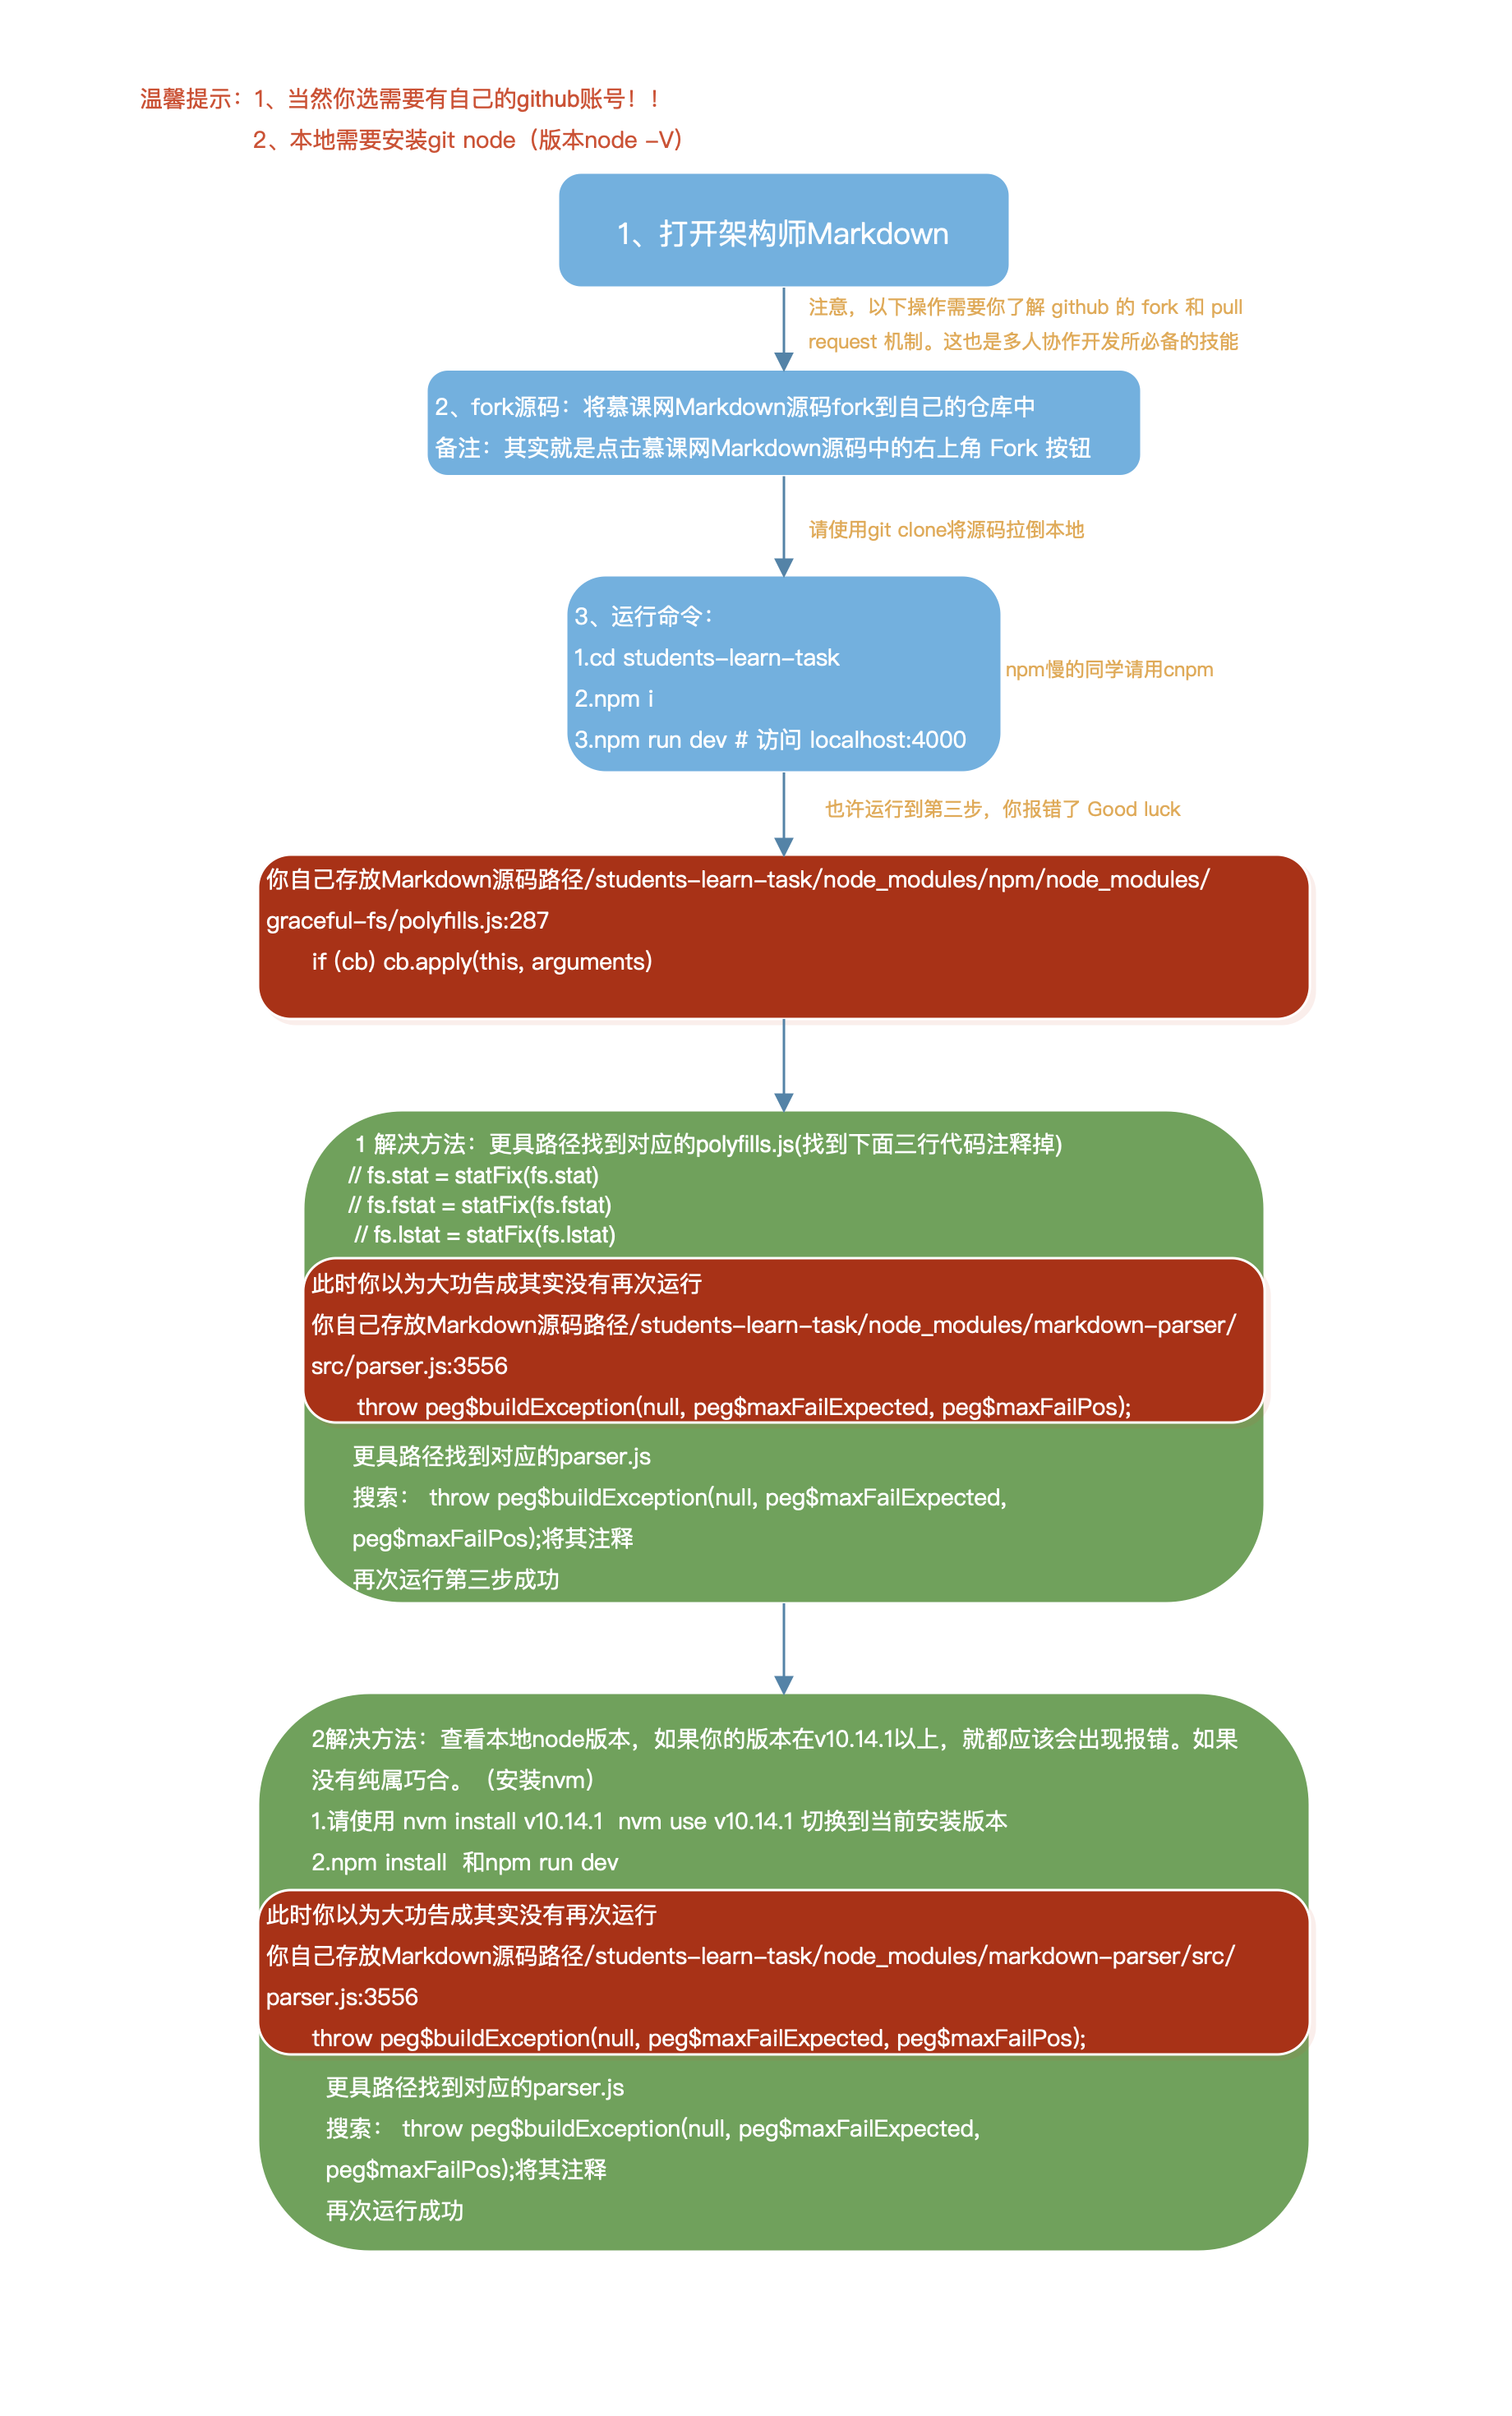 温馨提示：1、当然你选需要有自己的github账号！！
2、本地需要安装git node（版本node -V）
1、打开架构师Markdown
注意，以下操作需要你了解 github 的 fork 和 pull
request 机制。这也是多人协作开发所必备的技能
2、fork源码：将慕课网Markdown源码fork到自己的仓库中
备注：其实就是点击慕课网Markdown源码中的右上角 Fork 按钮
请使用git clone将源码拉倒本地
3、运行命令：
1.cd students-learn-task
2.npm i
3.npm run dev # 访问 localhost:4000
npm慢的同学请用cnpm
也许运行到第三步，你报错了 Good luck
你自己存放Markdown源码路径/students-learn-task/node_modules/npm/node_modules/
graceful-fs/polyfills.js:287
if (cb) cb.apply(this, arguments)
1 解决方法：更具路径找到对应的polyfills.js(找到下面三行代码注释掉)
// fs.stat = statFix(fs.stat)
// fs.fstat = statFix(fs.fstat)
// fs.lstat = statFix(fs.lstat)
此时你以为大功告成其实没有再次运行
你自己存放Markdown源码路径/students-learn-task/node_modules/markdown-parser/
src/parser.js:3556
throw peg$buildException(null, peg$maxFailExpected, peg$maxFailPos);
更具路径找到对应的parser.js
搜索： throw peg$buildException(null, peg$maxFailExpected,
peg$maxFailPos);将其注释
再次运行第三步成功
2解决方法：查看本地node版本，如果你的版本在v10.14.1以上，就都应该会出现报错。如果
没有纯属巧合。（安装nvm）
1.请使用 nvm install v10.14.1  nvm use v10.14.1 切换到当前安装版本
2.npm install  和npm run dev
此时你以为大功告成其实没有再次运行
你自己存放Markdown源码路径/students-learn-task/node_modules/markdown-parser/src/
parser.js:3556
throw peg$buildException(null, peg$maxFailExpected, peg$maxFailPos);
更具路径找到对应的parser.js
搜索： throw peg$buildException(null, peg$maxFailExpected,
peg$maxFailPos);将其注释
再次运行成功